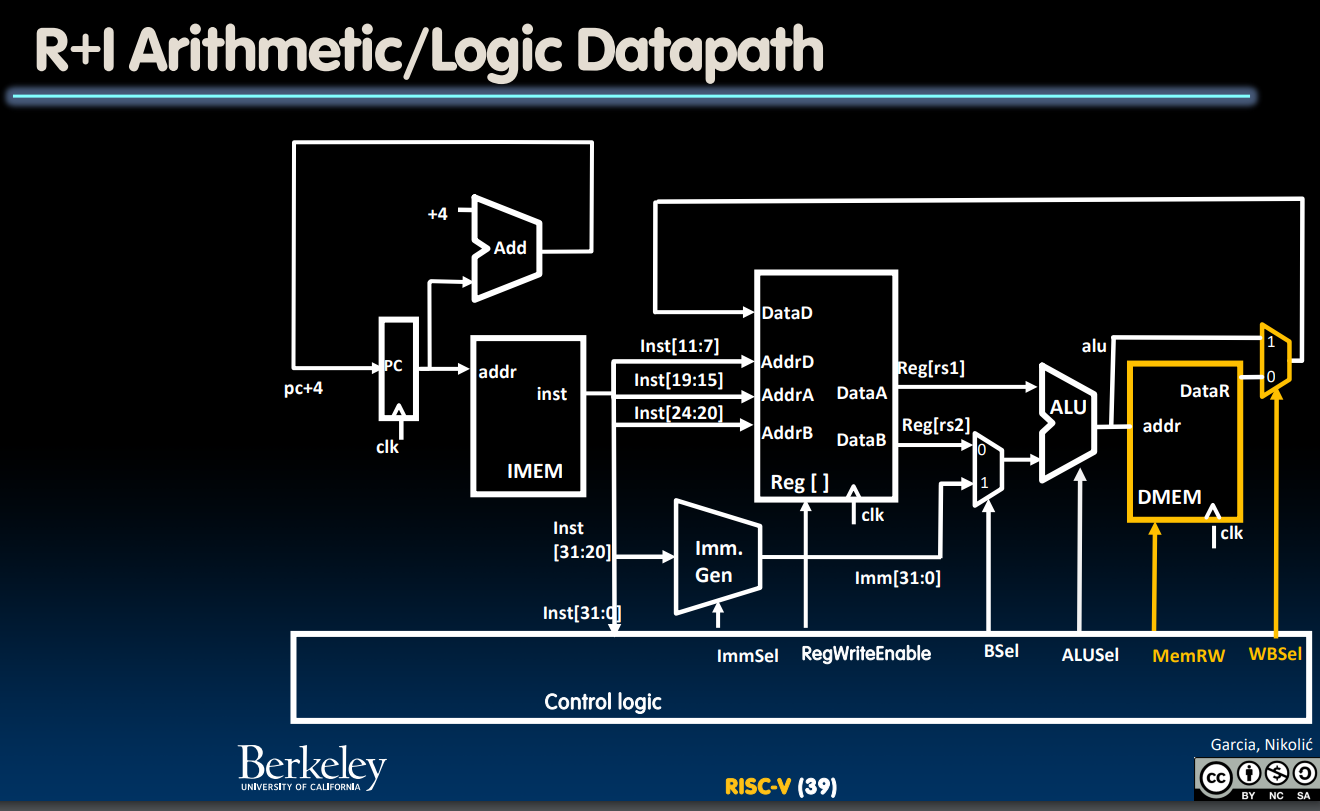 R+I Arithmetic/Logic Datapath
+4
Add
pc+4
PC
clk
addr
inst
IMEM
Inst[11:7]
Inst[19:15]
Inst[24:20]
DataD
AddrD
AddrA
AddrB
DataA
DataB
Reg [ ]
clk
Reg[rs1]
Reg[rs2]
0
1
ALU
alu
DataR
addr
DMEM
clk
1
0
Inst
[31:20]
Imm.
Gen
Imm[31:0]
Inst[31:0]
ImmSel
RegWriteEnable
BSel
ALUSel
MemRW
WBSel
Control logic
Berkeley
UNIVERSITY OF CALIFORNIA
RISC-V (39)
Garcia, Nikolić
cc
BY NC SA